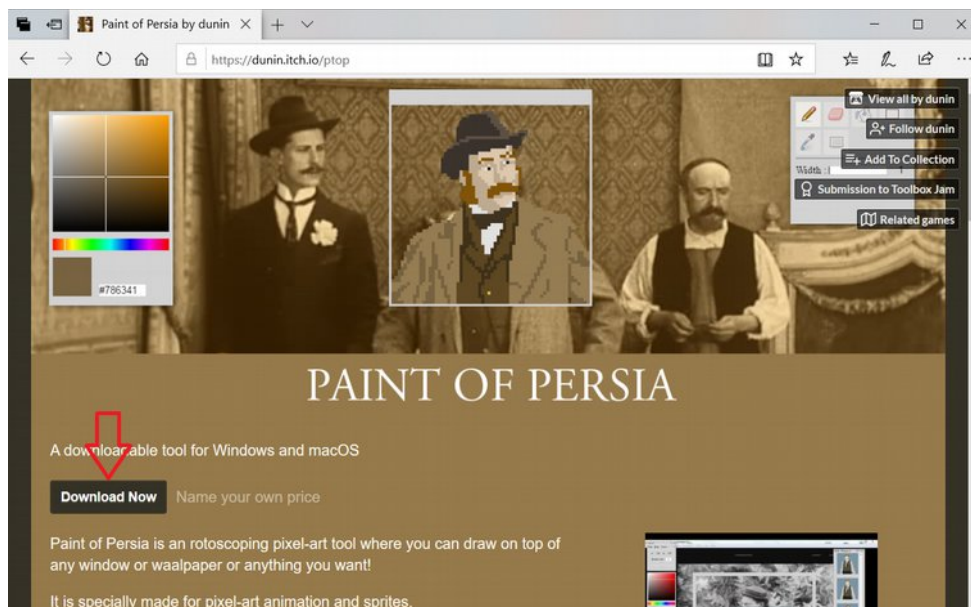 Paint of Persia by dunin
https://dunin.itch.io/ptop
View all by dunin
Follow dunin
Add To Collection
Width :
Submission to Toolbox Jam
Related games
#786341
PAINT OF PERSIA
A downloadable tool for Windows and macOS
Download Now Name your own price
Paint of Persia is an rotoscoping pixel-art tool where you can draw on top of
any window or waalpaper or anything you want!
It is specially made for pixel-art animation and sprites.